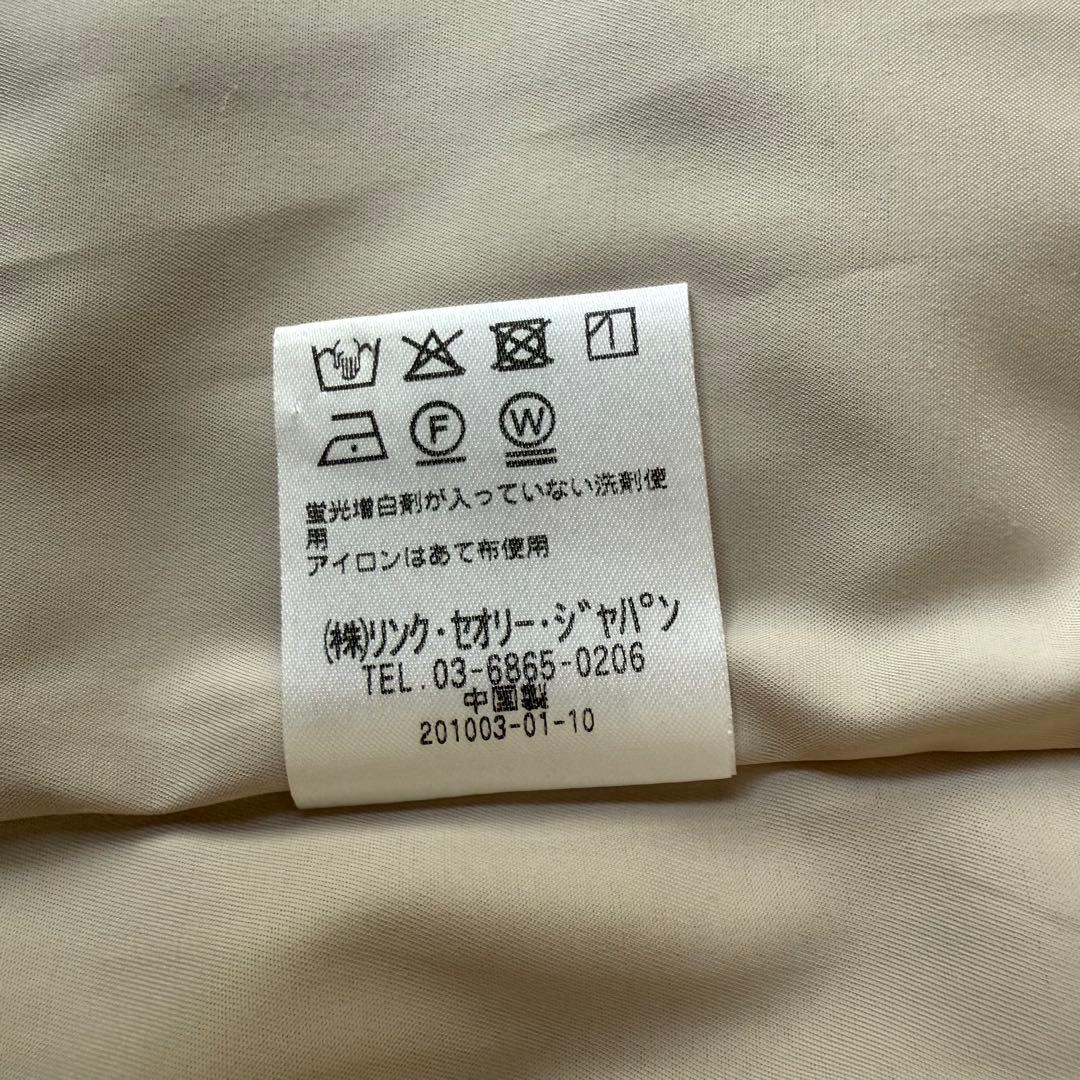 F W
蛍光増白剤が入っていない洗剤使
用
アイロンはあて布使用
(株)リンク・セオリー・ジャパン
TEL.03-6865-0206
中国製
201003-01-10